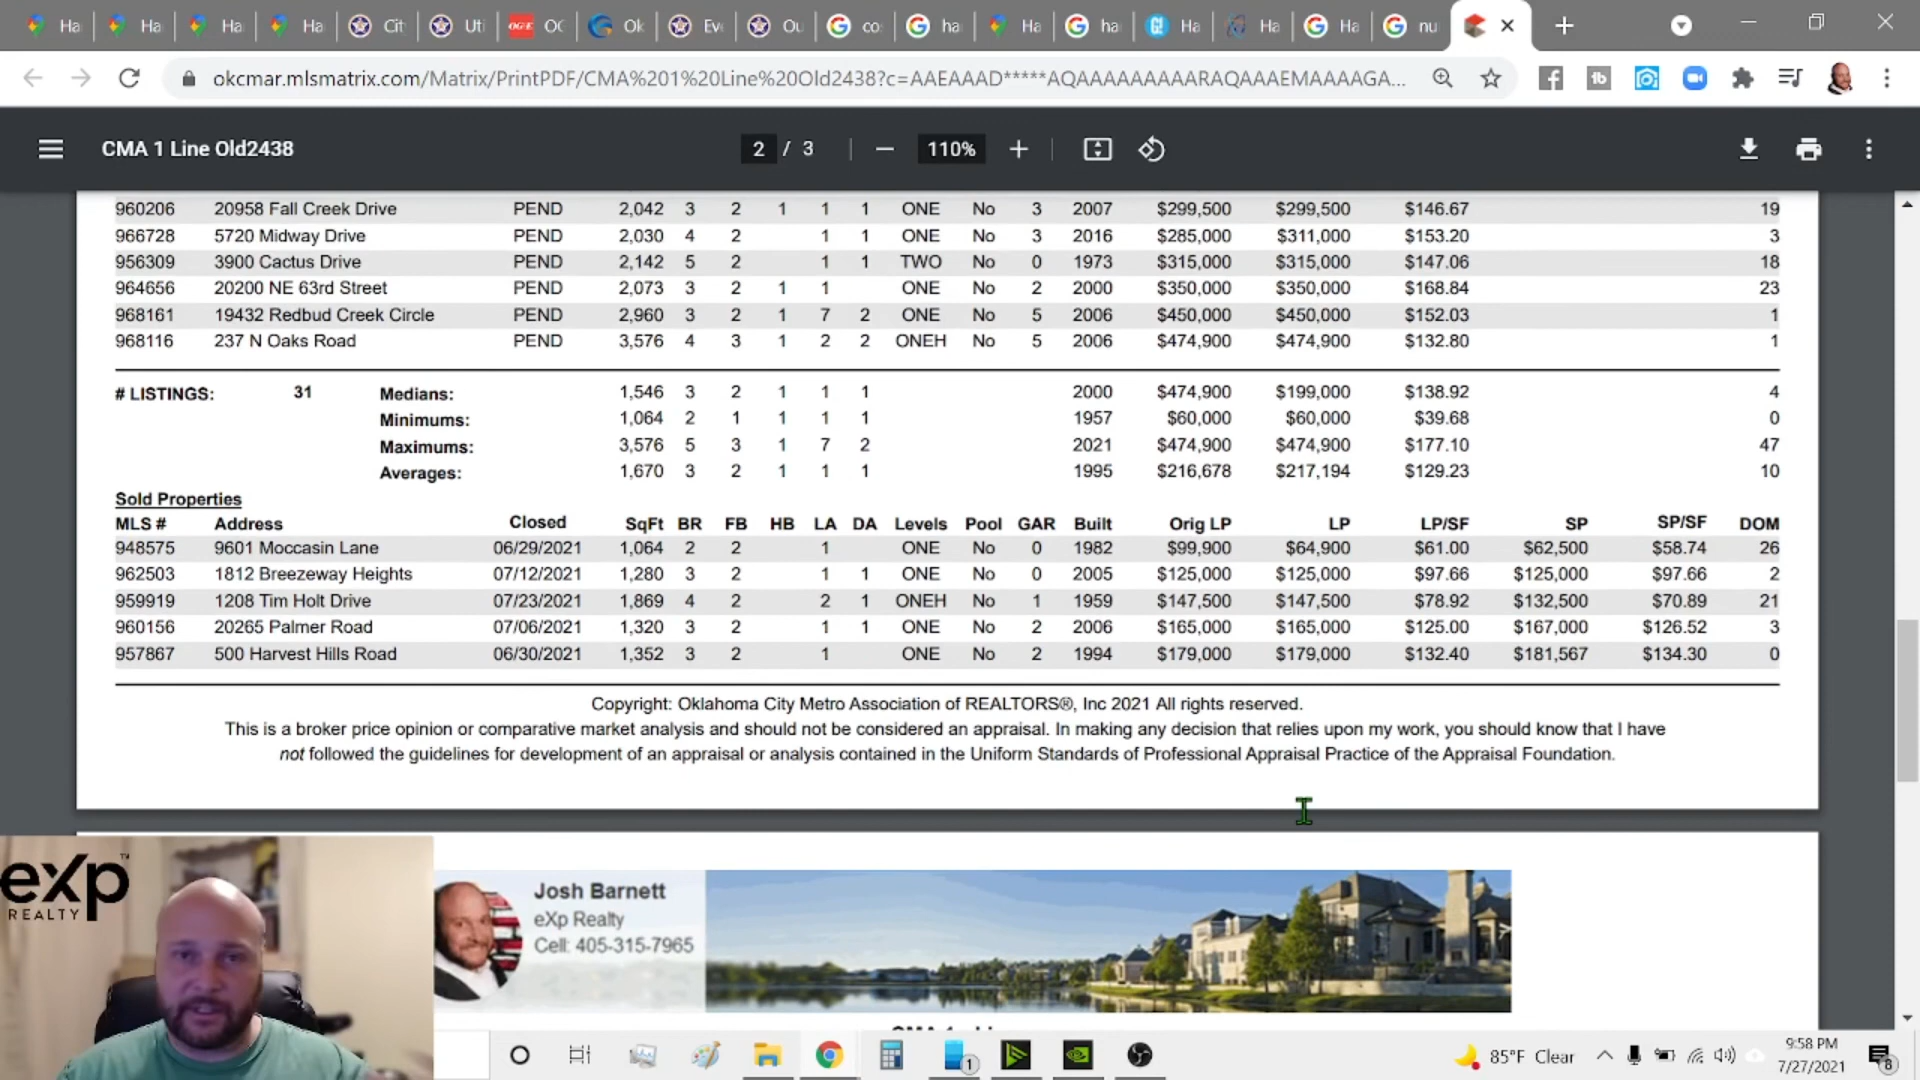 Ha Ha Ha Ha Cit Uti OG&E OC Ok Eve Ou co ha Ha ha Ha Ha Ha nu
okcmar.mlsmatrix.com/Matrix/PrintPDF/CMA%201%20Line%20Old2438?c=AAEAAAD*****AQAAAAAAAAARAQAAAEMAAAAGA...
CMA 1 Line Old2438 2 / 3 110%
960206 20958 Fall Creek Drive PEND 2,042 3 2 1 1 1 ONE No 3 2007 $299,500 $299,500 $146.67 19
966728 5720 Midway Drive PEND 2,030 4 2 1 1 ONE No 3 2016 $285,000 $311,000 $153.20 3
956309 3900 Cactus Drive PEND 2,142 5 2 1 1 TWO No 0 1973 $315,000 $315,000 $147.06 18
964656 20200 NE 63rd Street PEND 2,073 3 2 1 1 ONE No 2 2000 $350,000 $350,000 $168.84 23
968161 19432 Redbud Creek Circle PEND 2,960 3 2 1 7 2 ONE No 5 2006 $450,000 $450,000 $152.03 1
968116 237 N Oaks Road PEND 3,576 4 3 1 2 2 ONEH No 5 2006 $474,900 $474,900 $132.80 1
# LISTINGS: 31 Medians: 1,546 3 2 1 1 1 2000 $474,900 $199,000 $138.92 4
Minimums: 1,064 2 1 1 1 1 1957 $60,000 $60,000 $39.68 0
Maximums: 3,576 5 3 1 7 2 2021 $474,900 $474,900 $177.10 47
Averages: 1,670 3 2 1 1 1 1995 $216,678 $217,194 $129.23 10
Sold Properties
MLS # Address Closed SqFt BR FB HB LA DA Levels Pool GAR Built Orig LP LP LP/SF SP SP/SF DOM
948575 9601 Moccasin Lane 06/29/2021 1,064 2 2 1 ONE No 0 1982 $99,900 $64,900 $61.00 $62,500 $58.74 26
962503 1812 Breezeway Heights 07/12/2021 1,280 3 2 1 1 ONE No 0 2005 $125,000 $125,000 $97.66 $125,000 $97.66 2
959919 1208 Tim Holt Drive 07/23/2021 1,869 4 2 2 1 ONEH No 1 1959 $147,500 $147,500 $78.92 $132,500 $70.89 21
960156 20265 Palmer Road 07/06/2021 1,320 3 2 1 1 ONE No 2 2006 $165,000 $165,000 $125.00 $167,000 $126.52 3
957867 500 Harvest Hills Road 06/30/2021 1,352 3 2 1 ONE No 2 1994 $179,000 $179,000 $132.40 $181,567 $134.30 0
Copyright: Oklahoma City Metro Association of REALTORS®, Inc 2021 All rights reserved.
This is a broker price opinion or comparative market analysis and should not be considered an appraisal. In making any decision that relies upon my work, you should know that I have
not followed the guidelines for development of an appraisal or analysis contained in the Uniform Standards of Professional Appraisal Practice of the Appraisal Foundation.
eXp™
REALTY
Josh Barnett
eXp Realty
Cell: 405-315-7965
85°F Clear
9:58 PM
7/27/2021